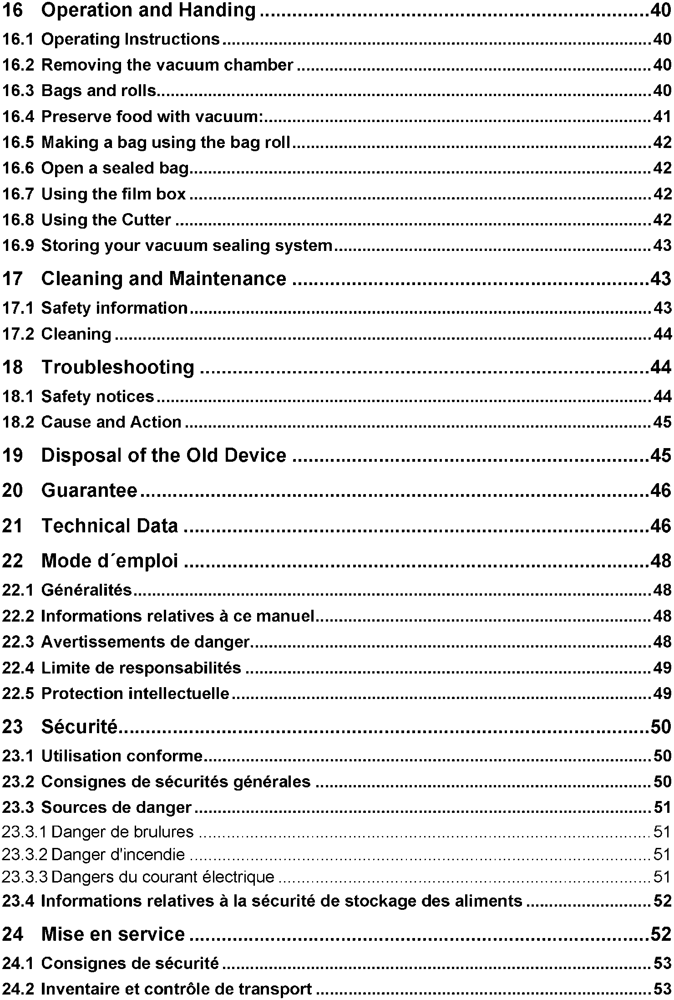 16 Operation and Handing ........ 40
16.1 Operating Instructions ........ 40
16.2 Removing the vacuum chamber ........ 40
16.3 Bags and rolls ........ 40
16.4 Preserve food with vacuum: ........ 41
16.5 Making a bag using the bag roll ........ 42
16.6 Open a sealed bag ........ 42
16.7 Using the film box ........ 42
16.8 Using the Cutter ........ 42
16.9 Storing your vacuum sealing system ........ 43
17 Cleaning and Maintenance ........ 43
17.1 Safety information ........ 43
17.2 Cleaning ........ 44
18 Troubleshooting ........ 44
18.1 Safety notices ........ 44
18.2 Cause and Action ........ 45
19 Disposal of the Old Device ........ 45
20 Guarantee ........ 46
21 Technical Data ........ 46
22 Mode d´emploi ........ 48
22.1 Généralités ........ 48
22.2 Informations relatives à ce manuel ........ 48
22.3 Avertissements de danger ........ 48
22.4 Limite de responsabilités ........ 49
22.5 Protection intellectuelle ........ 49
23 Sécurité ........ 50
23.1 Utilisation conforme ........ 50
23.2 Consignes de sécurités générales ........ 50
23.3 Sources de danger ........ 51
23.3.1 Danger de brulures ........ 51
23.3.2 Danger d'incendie ........ 51
23.3.3 Dangers du courant électrique ........ 51
23.4 Informations relatives à la sécurité de stockage des aliments ........ 52
24 Mise en service ........ 52
24.1 Consignes de sécurité ........ 53
24.2 Inventaire et contrôle de transport ........ 53